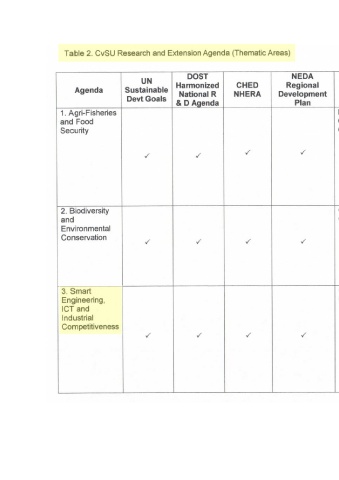 Table 2. CvSU Research and Extension Agenda (Thematic Areas)
Agenda
UN
Sustainable
Devt Goals
DOST
Harmonized
National R
& D Agenda
CHED
NHERA
NEDA
Regional
Development
Plan
1. Agri-Fisheries
and Food
Security
✓ ✓ ✓ ✓
2. Biodiversity
and
Environmental
Conservation
✓ ✓ ✓ ✓
3. Smart
Engineering,
ICT and
Industrial
Competitiveness
✓ ✓ ✓ ✓